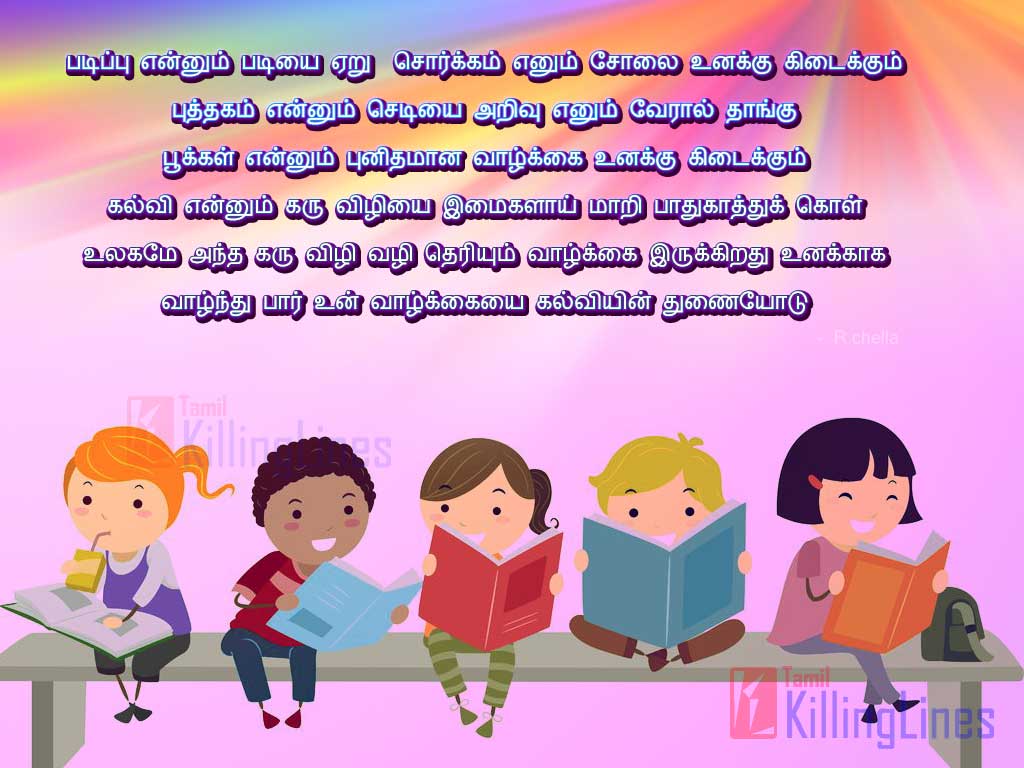 படிப்பு என்னும் படியை ஏறு சொர்க்கம் எனும் சோலை உனக்கு கிடைக்கும்
புத்தகம் என்னும் செடியை அறிவு எனும் வேரால் தாங்கு
பூக்கள் என்னும் புனிதமான வாழ்க்கை உனக்கு கிடைக்கும்
கல்வி என்னும் கரு விழியை இமைகளாய் மாறி பாதுகாத்துக் கொள்
உலகமே அந்த கரு விழி வழி தெரியும் வாழ்க்கை இருக்கிறது உனக்காக
வாழ்ந்து பார் உன் வாழ்க்கையை கல்வியின் துணையோடு
- R.chella
Tamil
KillingLines
Tamil
KillingLines